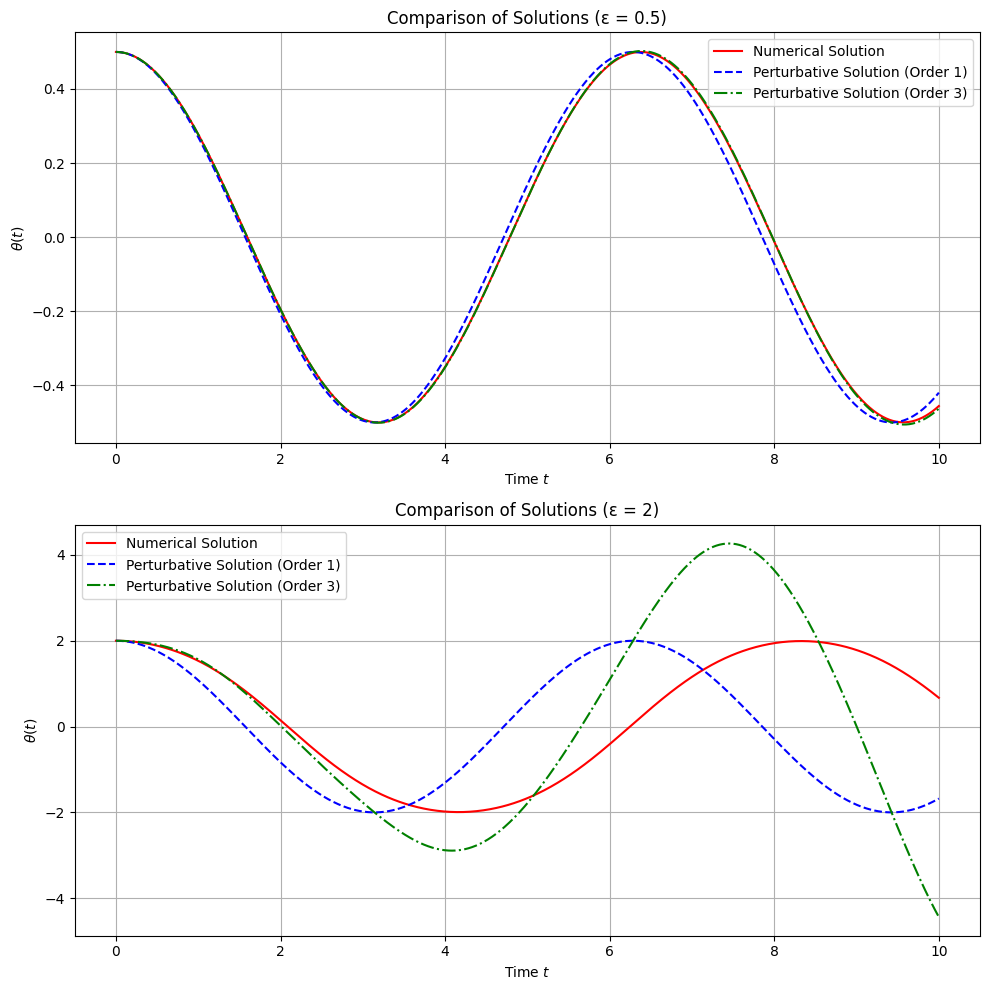 Comparison of Solutions (ε = 0.5)
Numerical Solution
Perturbative Solution (Order 1)
Perturbative Solution (Order 3)
0.4
0.2
0.0
−0.2
−0.4
θ(t)
0 2 4 6 8 10
Time t
Comparison of Solutions (ε = 2)
Numerical Solution
Perturbative Solution (Order 1)
Perturbative Solution (Order 3)
4
2
0
−2
−4
θ(t)
0 2 4 6 8 10
Time t